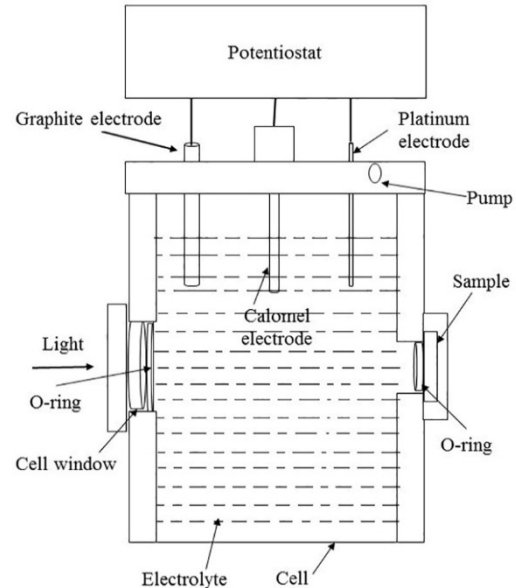 Potentiostat
Graphite electrode
Platinum
electrode
Pump
Sample
Calomel
electrode
Light
O-ring
Cell window
O-ring
Electrolyte
Cell